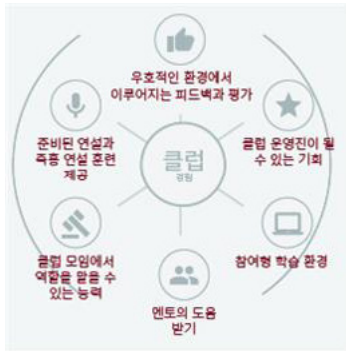 우호적인 환경에서
이루어지는 피드백과 평가
클럽 운영진이 될
수 있는 기회
참여형 학습 환경
멘토의 도움
받기
클럽 모임에서
역할을 맡을 수
있는 능력
준비된 연설과
즉흥 연설 훈련
제공
클럽
경험